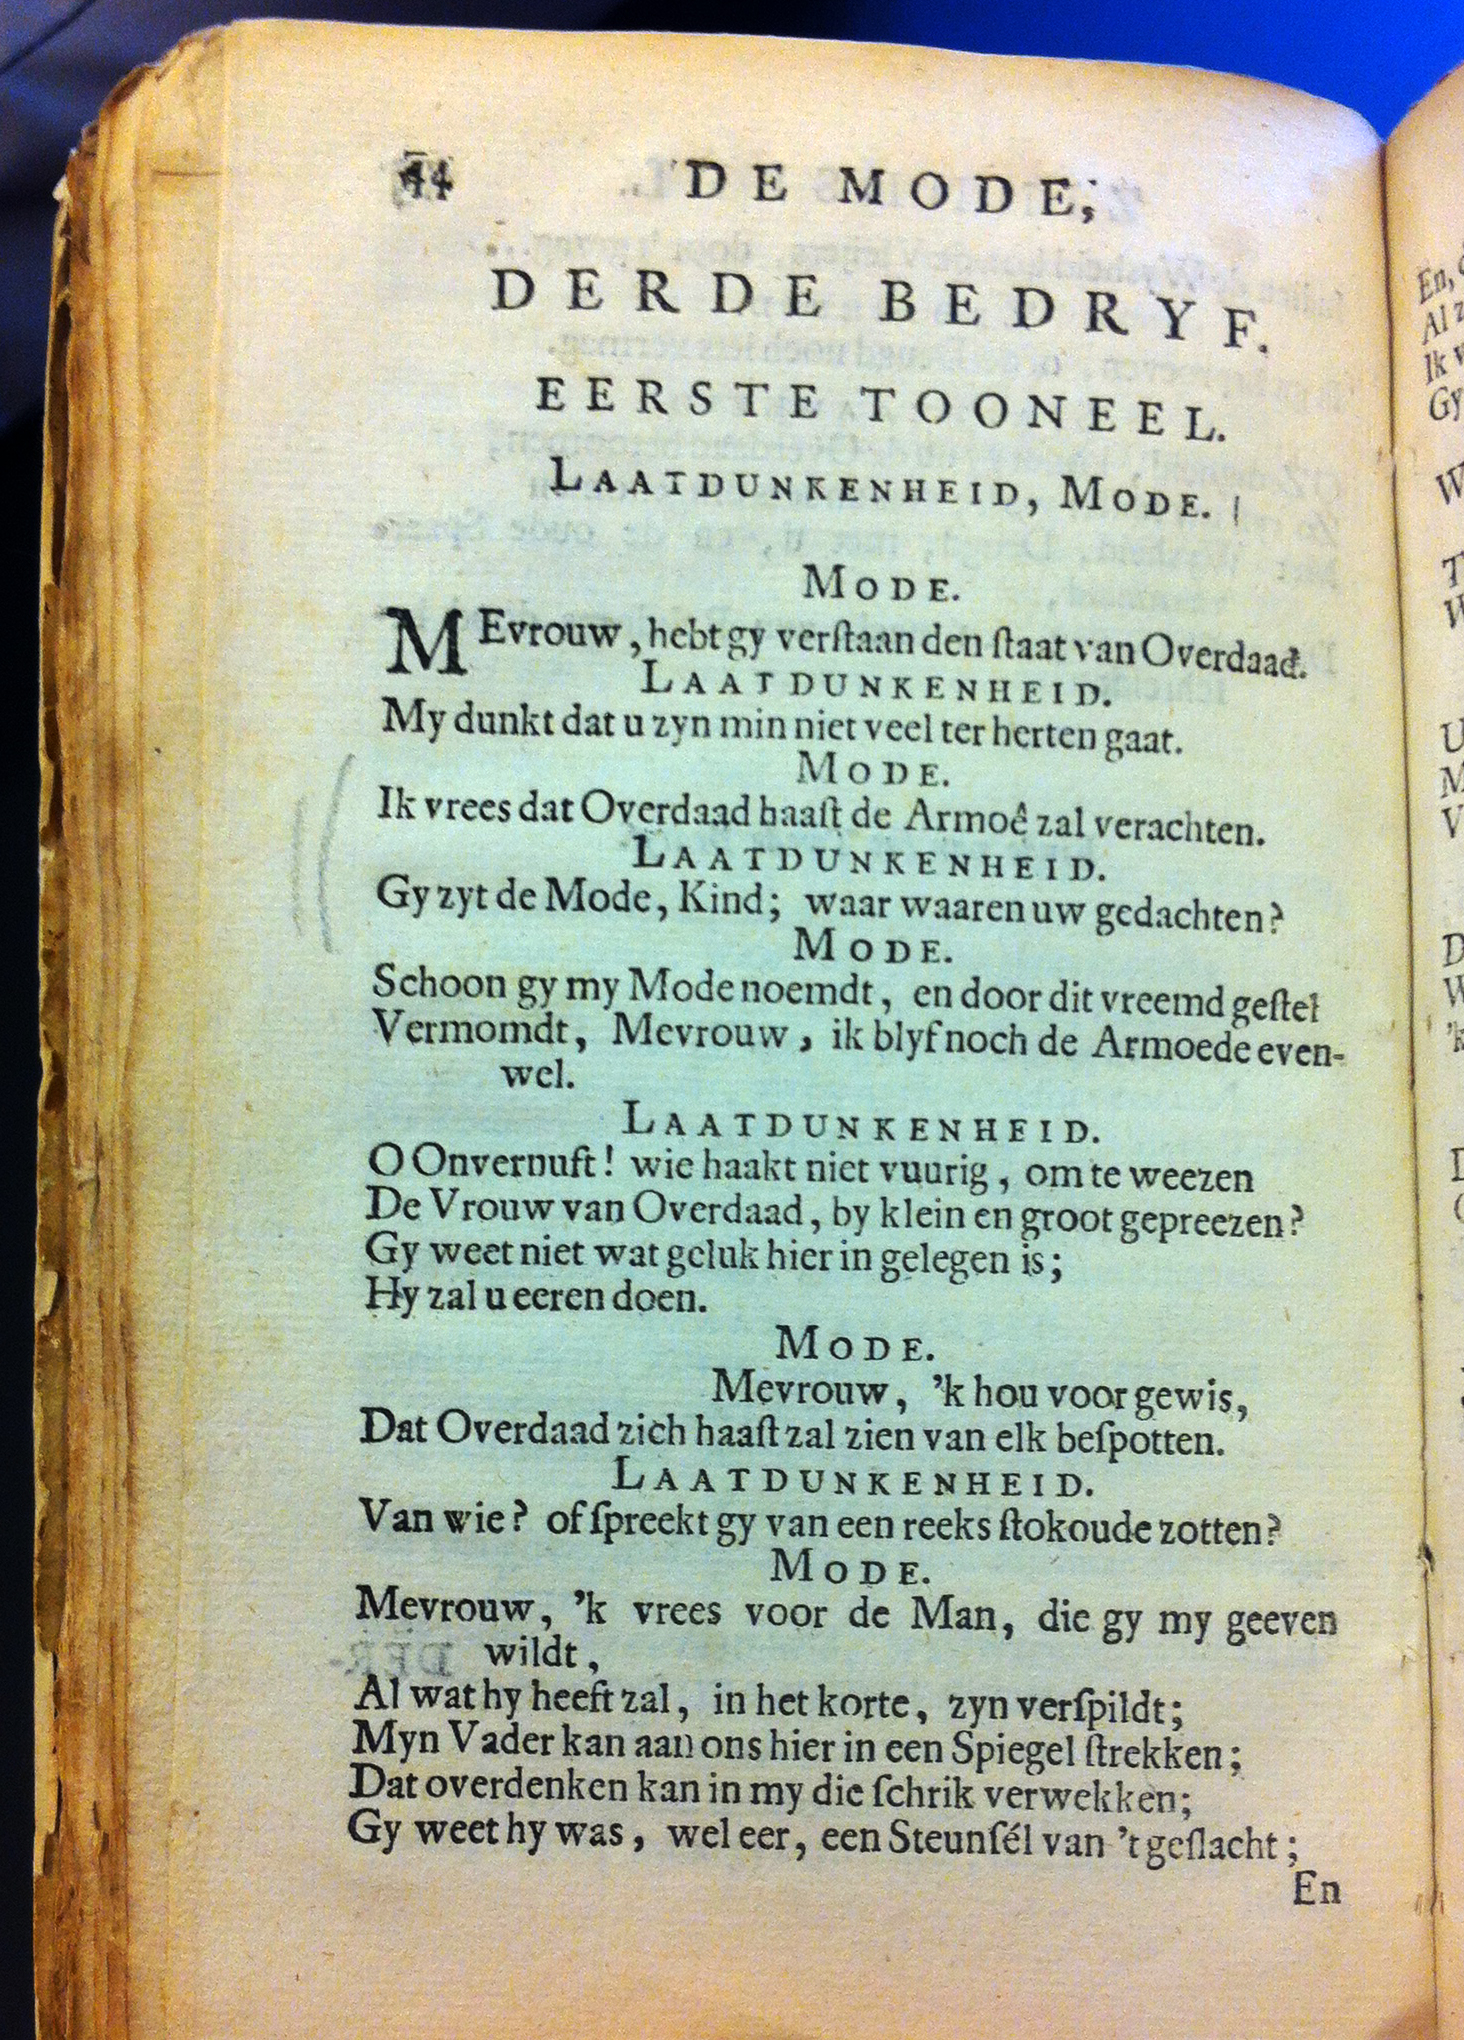 44 DE MODE,
DERDE BEDRYF.
EERSTE TOONEEL.
LAATDUNKENHEID, MODE.
MODE.
MEvrouw, hebt gy verſtaan den ſtaat van Overdaad.
LAATDUNKENHEID.
My dunkt dat u zyn min niet veel ter herten gaat.
MODE.
Ik vrees dat Overdaad haaſt de Armoê zal verachten.
LAATDUNKENHEID.
Gy zyt de Mode, Kind; waar waaren uw gedachten?
MODE.
Schoon gy my Mode noemdt, en door dit vreemd geſtel
Vermomdt, Mevrouw, ik blyf noch de Armoede even-
wel.
LAATDUNKENHEID.
O Onvernuft! wie haakt niet vuurig, om te weezen
De Vrouw van Overdaad, by klein en groot gepreezen?
Gy weet niet wat geluk hier in gelegen is;
Hy zal u eeren doen.
MODE.
Mevrouw, 'k hou voor gewis,
Dat Overdaad zich haaſt zal zien van elk beſpotten.
LAATDUNKENHEID.
Van wie? of ſpreekt gy van een reeks ſtokoude zotten?
MODE.
Mevrouw, 'k vrees voor de Man, die gy my geeven
wildt,
Al wat hy heeft zal, in het korte, zyn verſpildt;
Myn Vader kan aan ons hier in een Spiegel ſtrekken;
Dat overdenken kan in my die ſchrik verwekken;
Gy weet hy was, wel eer, een Steunſél van 't geſlacht;
En
En,
Ik
Gy